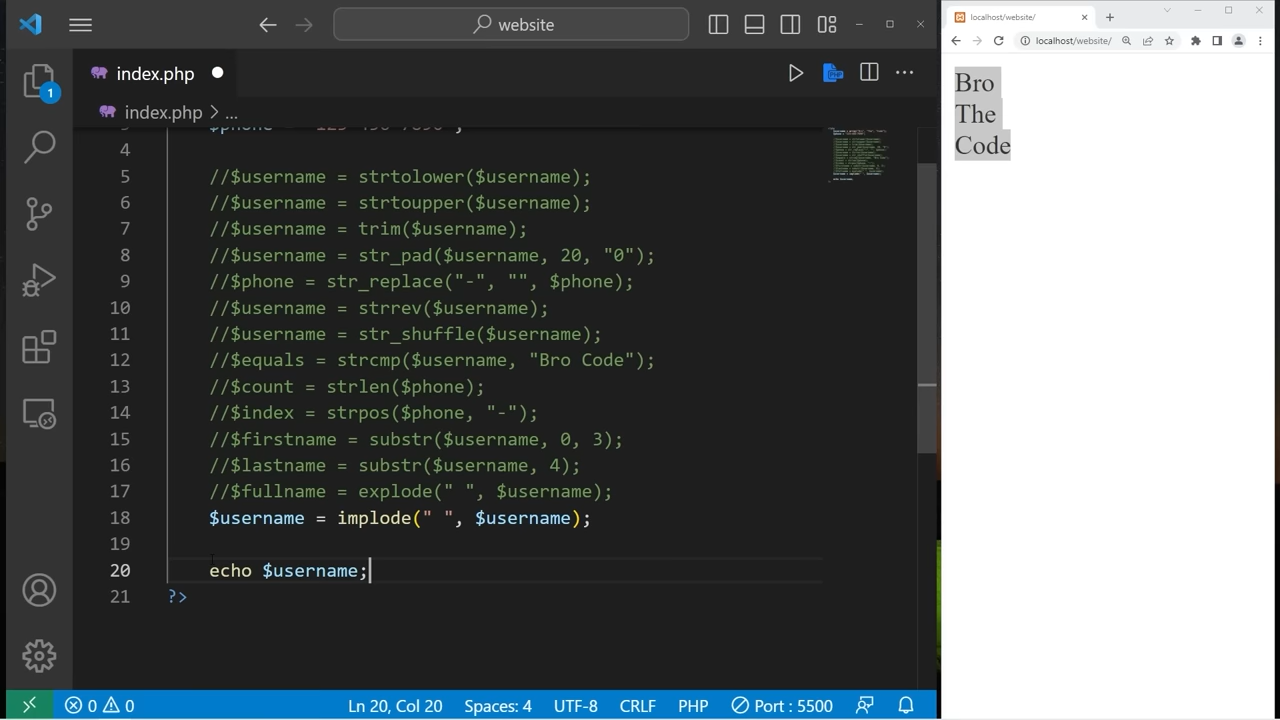 website
index.php
index.php > ...
1
4
5 //$username = strtolower($username);
6 //$username = strtoupper($username);
7 //$username = trim($username);
8 //$username = str_pad($username, 20, "0");
9 //$phone = str_replace("-", "", $phone);
10 //$username = strrev($username);
11 //$username = str_shuffle($username);
12 //$equals = strcmp($username, "Bro Code");
13 //$count = strlen($phone);
14 //$index = strpos($phone, "-");
15 //$firstname = substr($username, 0, 3);
16 //$lastname = substr($username, 4);
17 //$fullname = explode(" ", $username);
18 $username = implode(" ", $username);
19
20 echo $username;
21 ?>
0 0
Ln 20, Col 20
Spaces: 4
UTF-8
CRLF
PHP
Port : 5500
localhost/website/
localhost/website/
Bro
The
Code